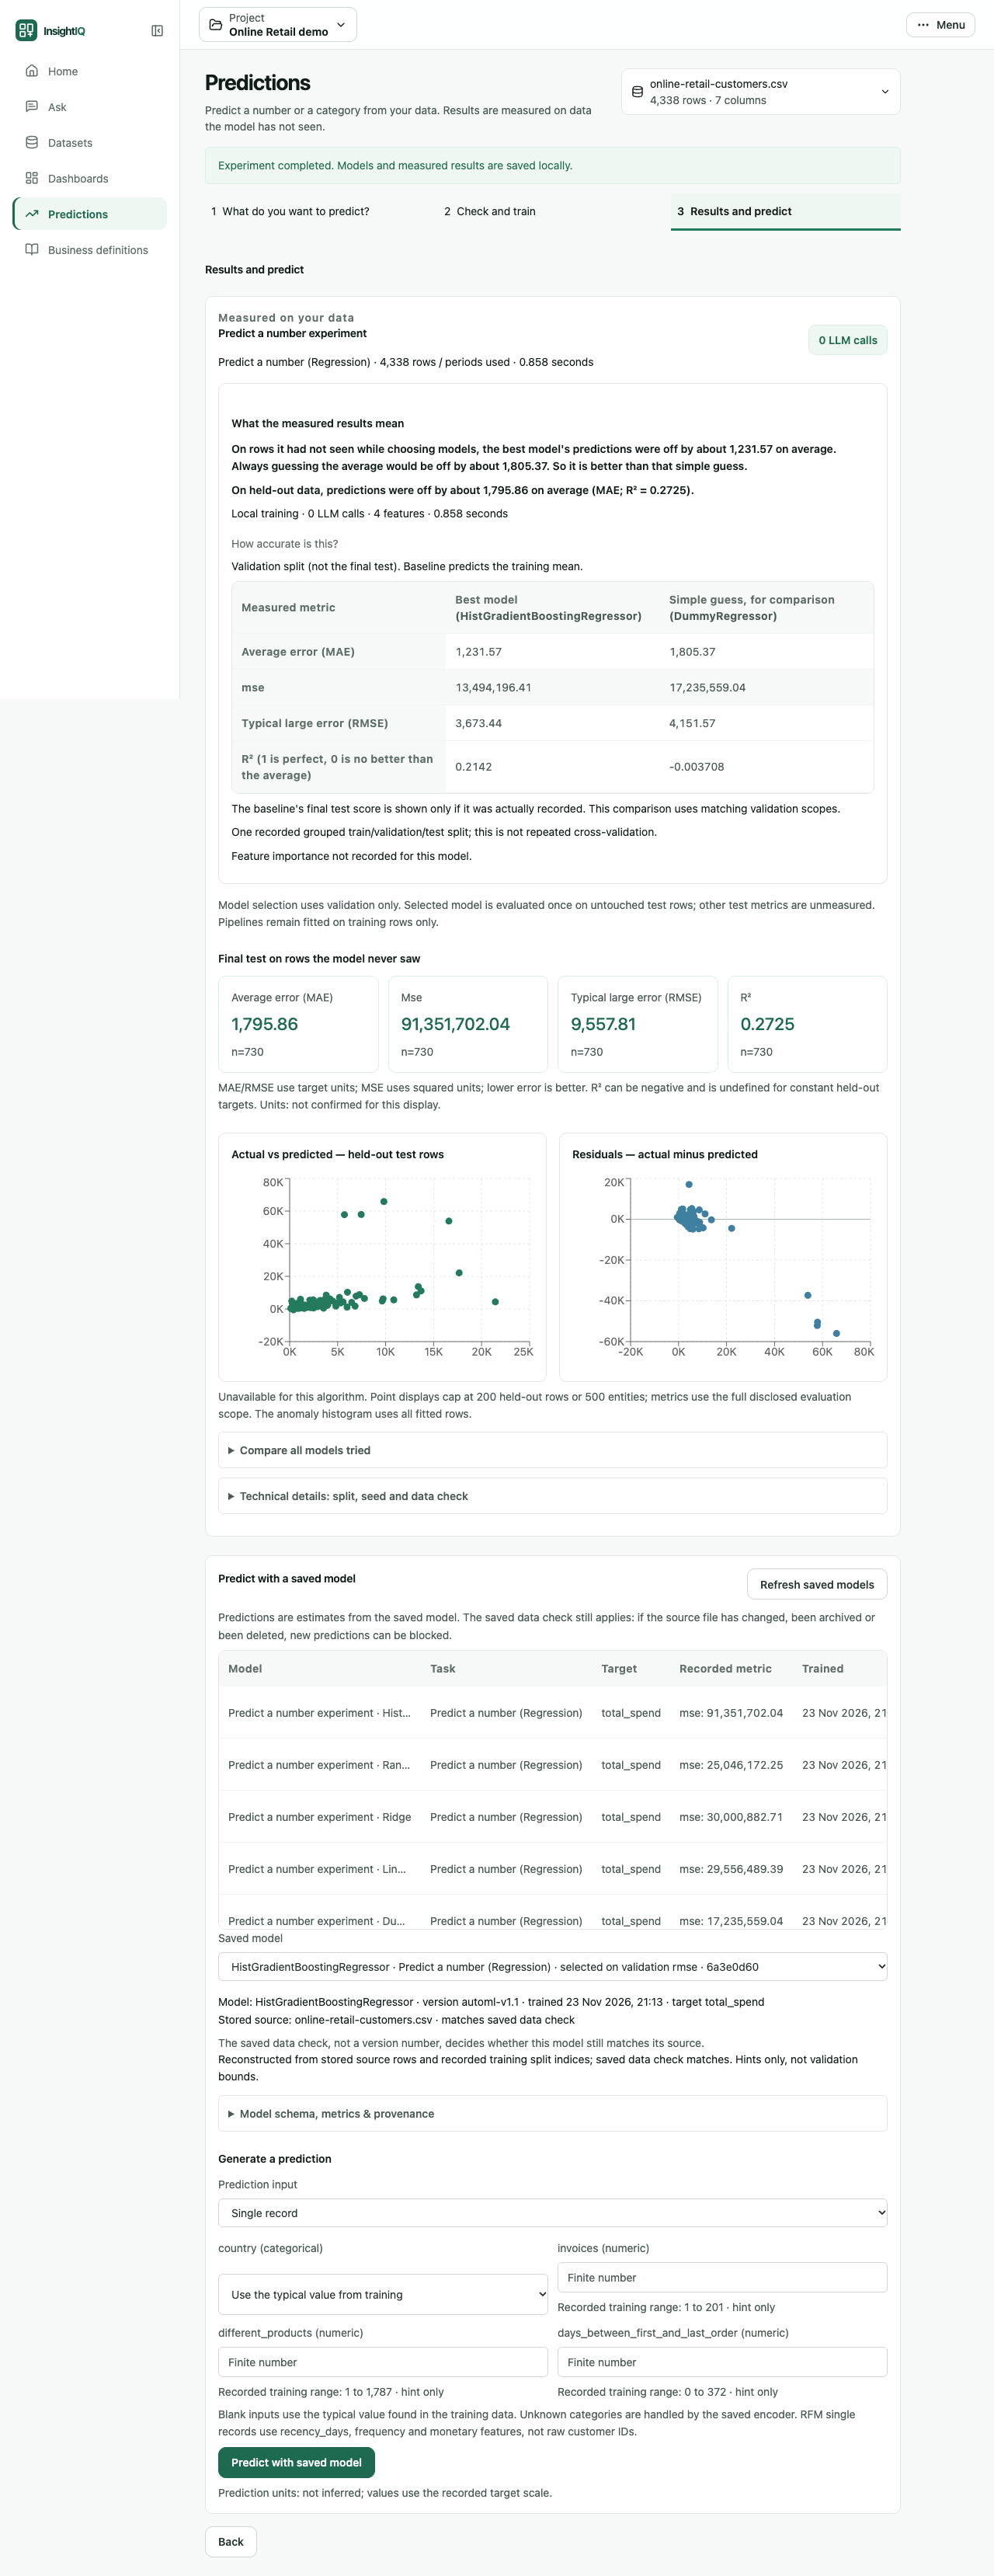 InsightIQ
Home
Ask
Datasets
Dashboards
Predictions
Business definitions
Project
Online Retail demo
Menu
Predictions
Predict a number or a category from your data. Results are measured on data
the model has not seen.
online-retail-customers.csv
4,338 rows · 7 columns
Experiment completed. Models and measured results are saved locally.
1 What do you want to predict?
2 Check and train
3 Results and predict
Results and predict
Measured on your data
Predict a number experiment
0 LLM calls
Predict a number (Regression) · 4,338 rows / periods used · 0.858 seconds
What the measured results mean
On rows it had not seen while choosing models, the best model's predictions were off by about 1,231.57 on average.
Always guessing the average would be off by about 1,805.37. So it is better than that simple guess.
On held-out data, predictions were off by about 1,795.86 on average (MAE; R² = 0.2725).
Local training · 0 LLM calls · 4 features · 0.858 seconds
How accurate is this?
Validation split (not the final test). Baseline predicts the training mean.
Measured metric
Best model
(HistGradientBoostingRegressor)
Simple guess, for comparison
(DummyRegressor)
Average error (MAE) 1,231.57 1,805.37
mse 13,494,196.41 17,235,559.04
Typical large error (RMSE) 3,673.44 4,151.57
R² (1 is perfect, 0 is no better than
the average)
0.2142 -0.003708
The baseline's final test score is shown only if it was actually recorded. This comparison uses matching validation scopes.
One recorded grouped train/validation/test split; this is not repeated cross-validation.
Feature importance not recorded for this model.
Model selection uses validation only. Selected model is evaluated once on untouched test rows; other test metrics are unmeasured.
Pipelines remain fitted on training rows only.
Final test on rows the model never saw
Average error (MAE)
1,795.86
n=730
Mse
91,351,702.04
n=730
Typical large error (RMSE)
9,557.81
n=730
R²
0.2725
n=730
MAE/RMSE use target units; MSE uses squared units; lower error is better. R² can be negative and is undefined for constant held-out
targets. Units: not confirmed for this display.
Actual vs predicted — held-out test rows
80K
60K
40K
20K
0K
-20K
0K 5K 10K 15K 20K 25K
Residuals — actual minus predicted
20K
0K
-20K
-40K
-60K
-20K 0K 20K 40K 60K 80K
Unavailable for this algorithm. Point displays cap at 200 held-out rows or 500 entities; metrics use the full disclosed evaluation
scope. The anomaly histogram uses all fitted rows.
Compare all models tried
Technical details: split, seed and data check
Predict with a saved model
Refresh saved models
Predictions are estimates from the saved model. The saved data check still applies: if the source file has changed, been archived or
been deleted, new predictions can be blocked.
Model Task Target Recorded metric Trained
Predict a number experiment · Hist... Predict a number (Regression) total_spend mse: 91,351,702.04 23 Nov 2026, 21
Predict a number experiment · Ran... Predict a number (Regression) total_spend mse: 25,046,172.25 23 Nov 2026, 21
Predict a number experiment · Ridge Predict a number (Regression) total_spend mse: 30,000,882.71 23 Nov 2026, 21
Predict a number experiment · Lin... Predict a number (Regression) total_spend mse: 29,556,489.39 23 Nov 2026, 21
Predict a number experiment · Du... Predict a number (Regression) total_spend mse: 17,235,559.04 23 Nov 2026, 21
Saved model
HistGradientBoostingRegressor · Predict a number (Regression) · selected on validation rmse · 6a3e0d60
Model: HistGradientBoostingRegressor · version automl-v1.1 · trained 23 Nov 2026, 21:13 · target total_spend
Stored source: online-retail-customers.csv · matches saved data check
The saved data check, not a version number, decides whether this model still matches its source.
Reconstructed from stored source rows and recorded training split indices; saved data check matches. Hints only, not validation
bounds.
Model schema, metrics & provenance
Generate a prediction
Prediction input
Single record
country (categorical)
Use the typical value from training
invoices (numeric)
Finite number
Recorded training range: 1 to 201 · hint only
different_products (numeric)
Finite number
Recorded training range: 1 to 1,787 · hint only
days_between_first_and_last_order (numeric)
Finite number
Recorded training range: 0 to 372 · hint only
Blank inputs use the typical value found in the training data. Unknown categories are handled by the saved encoder. RFM single
records use recency_days, frequency and monetary features, not raw customer IDs.
Predict with saved model
Prediction units: not inferred; values use the recorded target scale.
Back